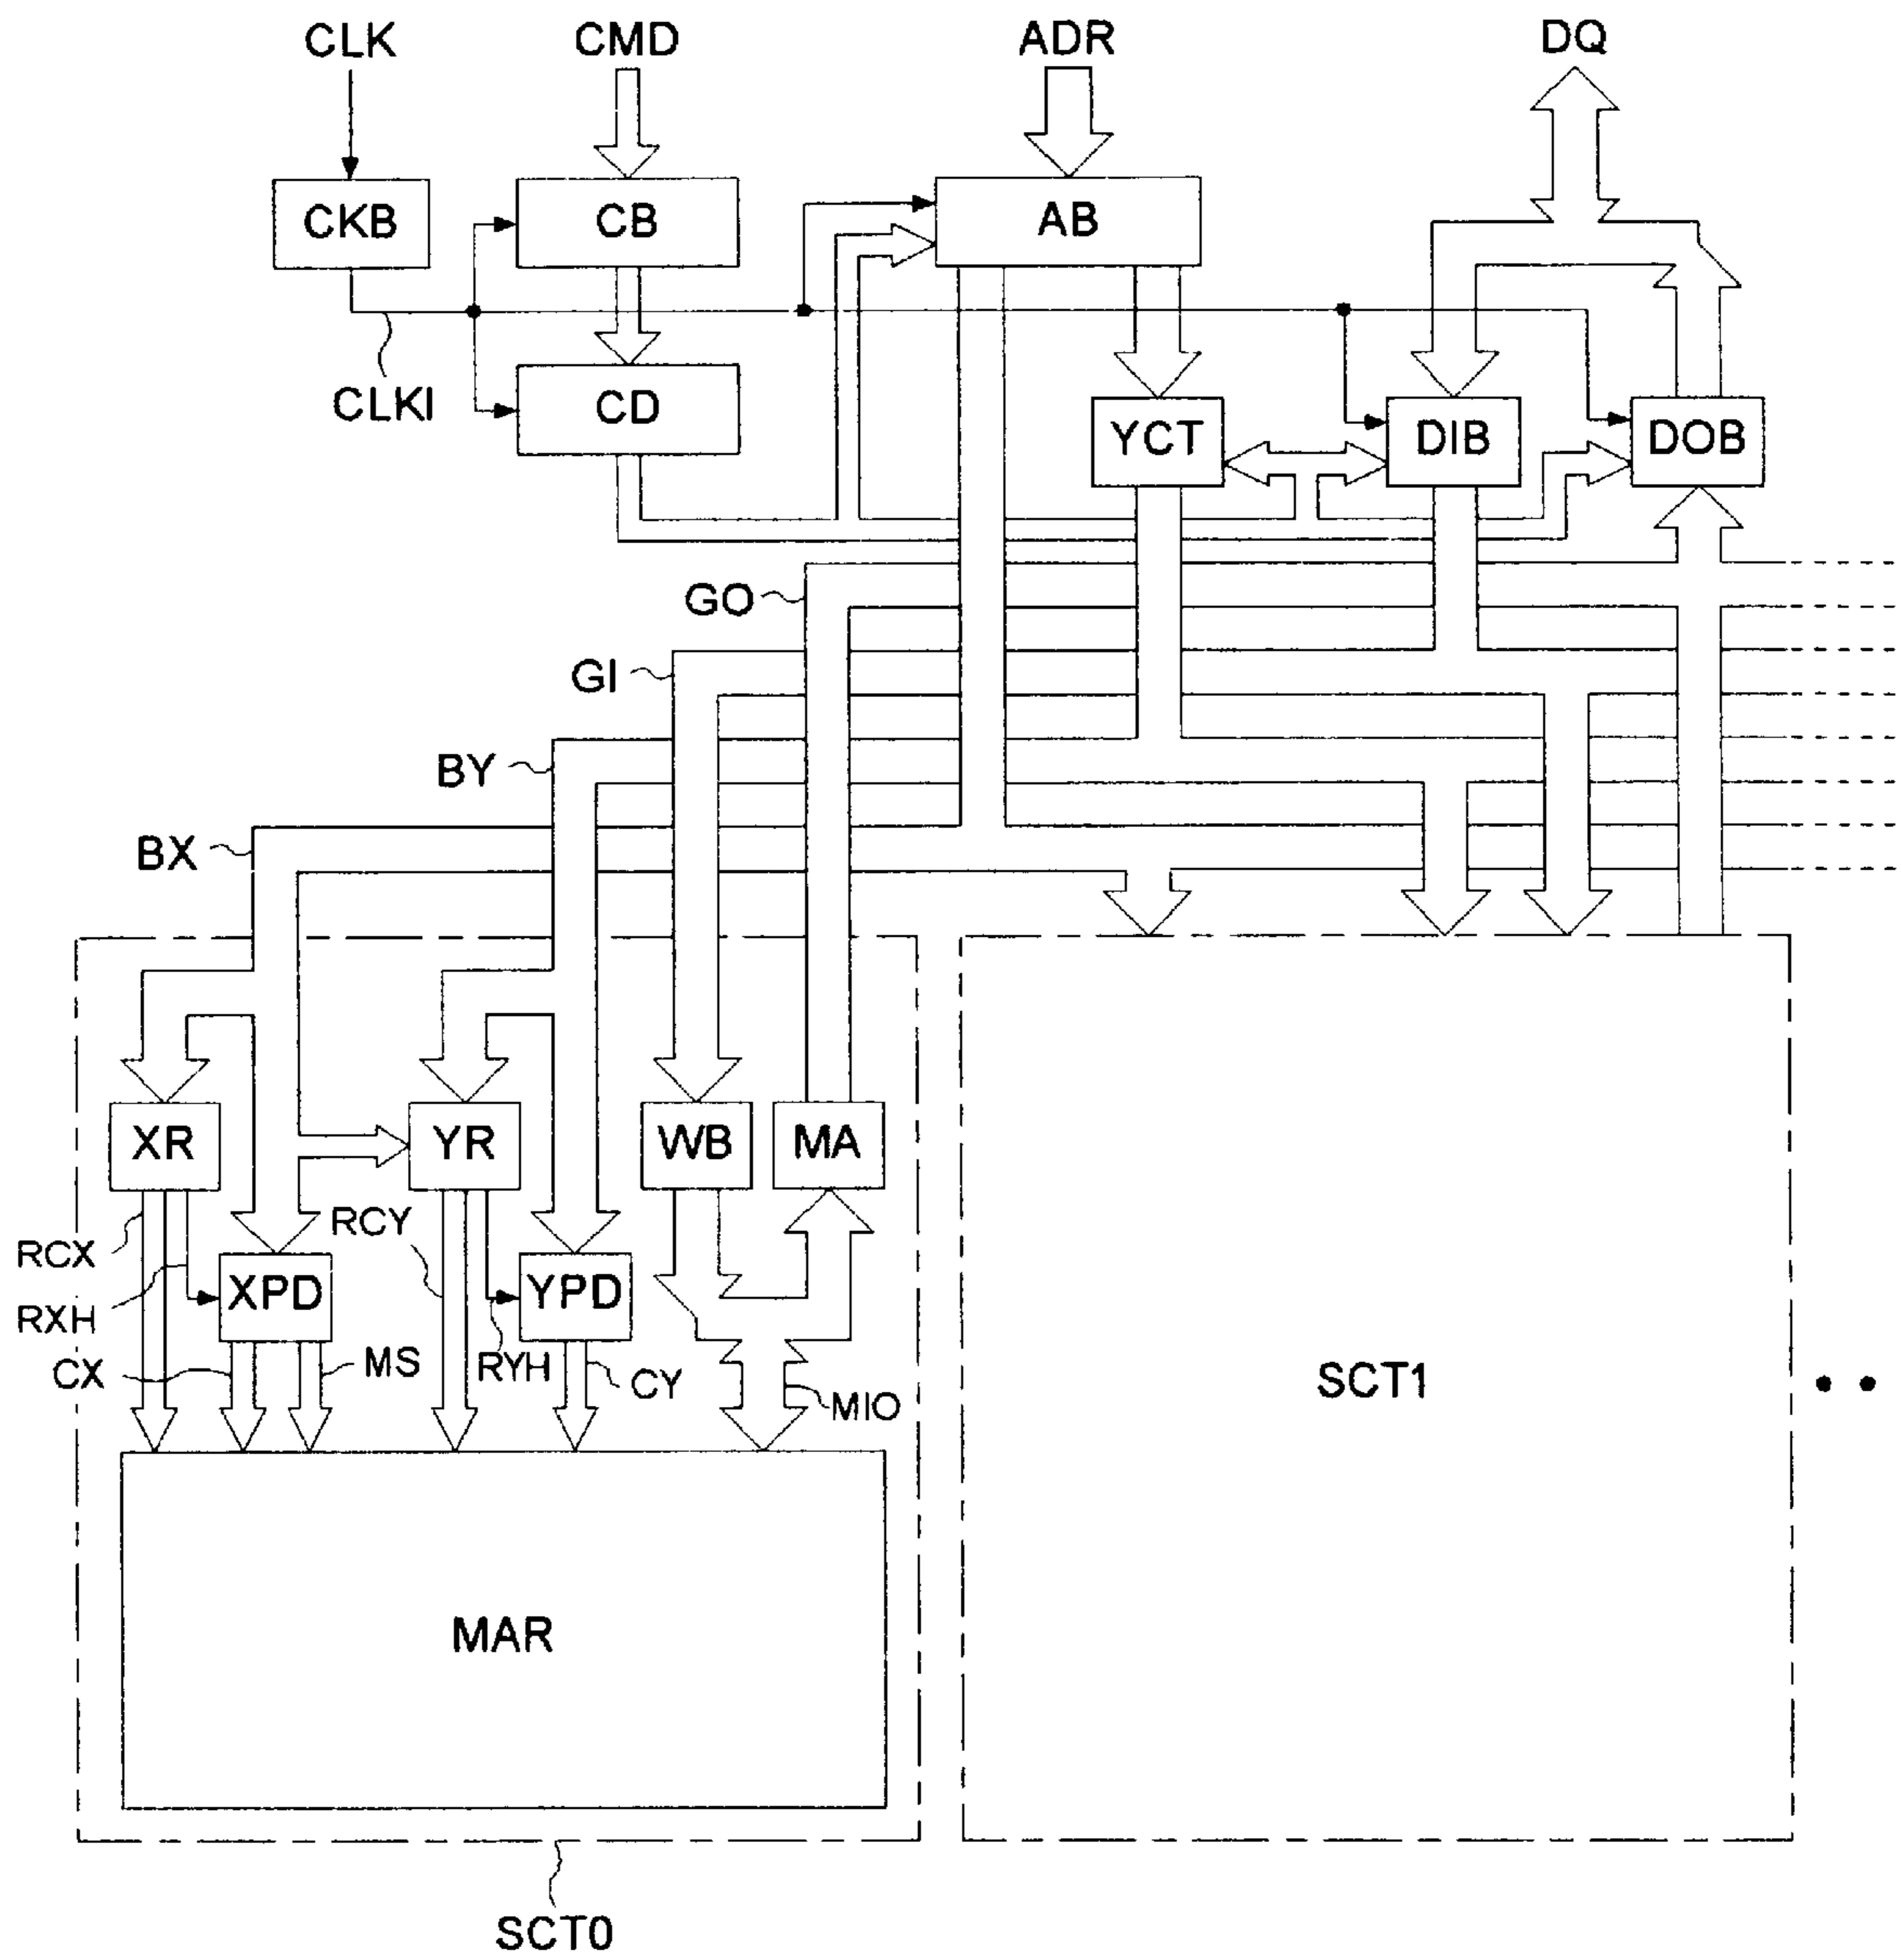 CLK
CMD
ADR
DQ
CKB
CB
AB
CLKI
CD
YCT
DIB
DOB
GO
GI
BY
BX
XR
YR
WB
MA
RCX
RCY
RXH
XPD
YPD
CX
MS
RYH
CY
MIO
SCT1
MAR
SCT0